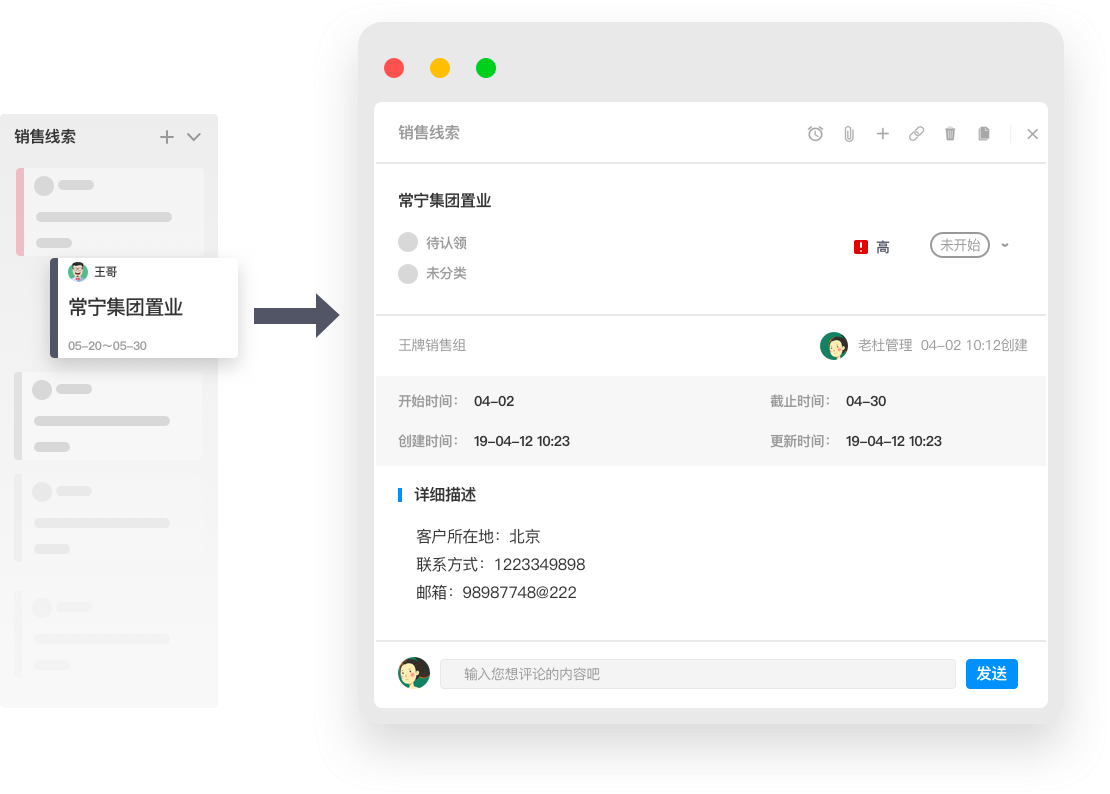 销售线索
王哥
常宁集团置业
05-20～05-30
销售线索
常宁集团置业
待认领
高
未开始
未分类
王牌销售组
老杜管理 04-02 10:12创建
开始时间： 04-02
截止时间： 04-30
创建时间： 19-04-12 10:23
更新时间： 19-04-12 10:23
详细描述
客户所在地：北京
联系方式：1223349898
邮箱：98987748@222
输入您想评论的内容吧
发送